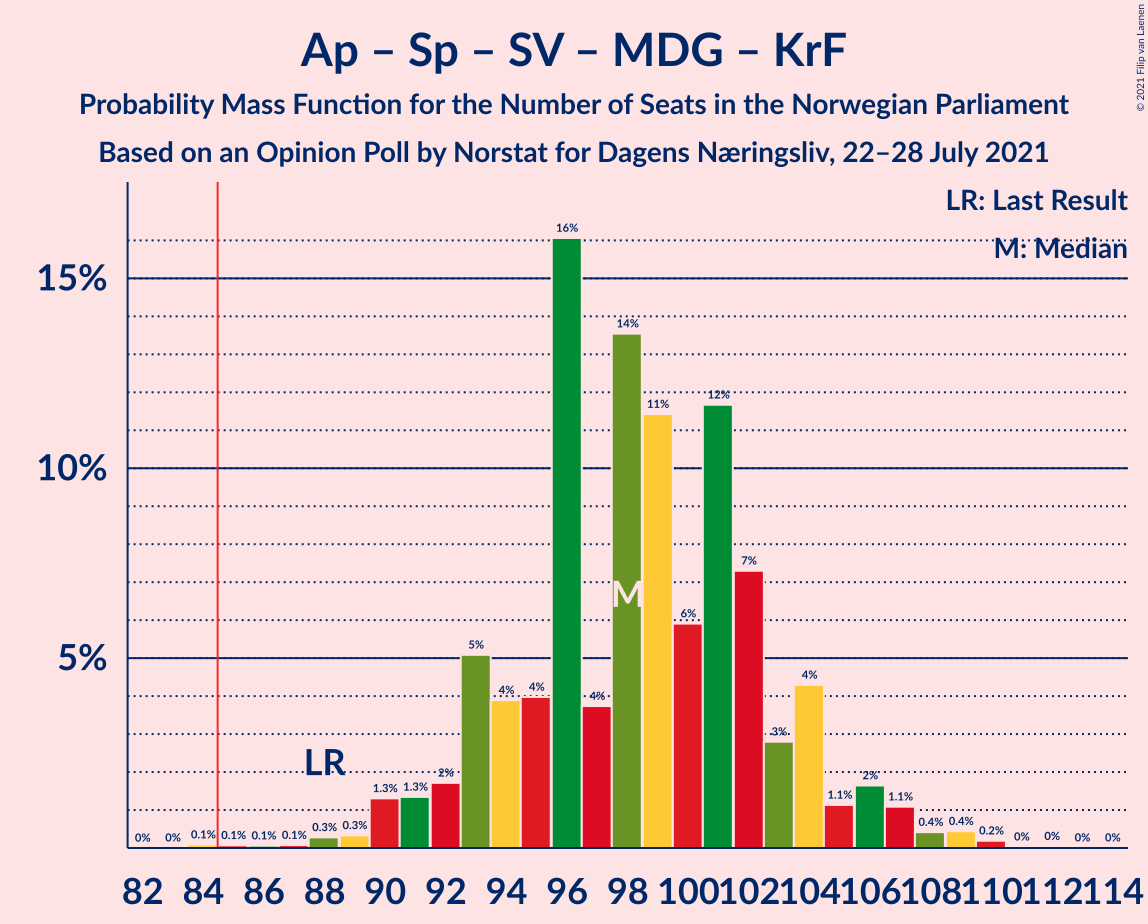 Ap – Sp – SV – MDG – KrF
Probability Mass Function for the Number of Seats in the Norwegian Parliament
Based on an Opinion Poll by Norstat for Dagens Næringsliv, 22–28 July 2021
© 2021 Filip van Laenen
LR: Last Result
M: Median
15%
10%
5%
0% 0% 0.1% 0.1% 0.1% 0.1% 0.3% 0.3% 1.3% 1.3% 2% 5% 4% 4% 16% 4% 14% 11% 6% 12% 7% 3% 4% 1.1% 2% 1.1% 0.4% 0.4% 0.2% 0% 0% 0% 0%
LR
M
82 84 86 88 90 92 94 96 98 100 102 104 106 108 110 112 114